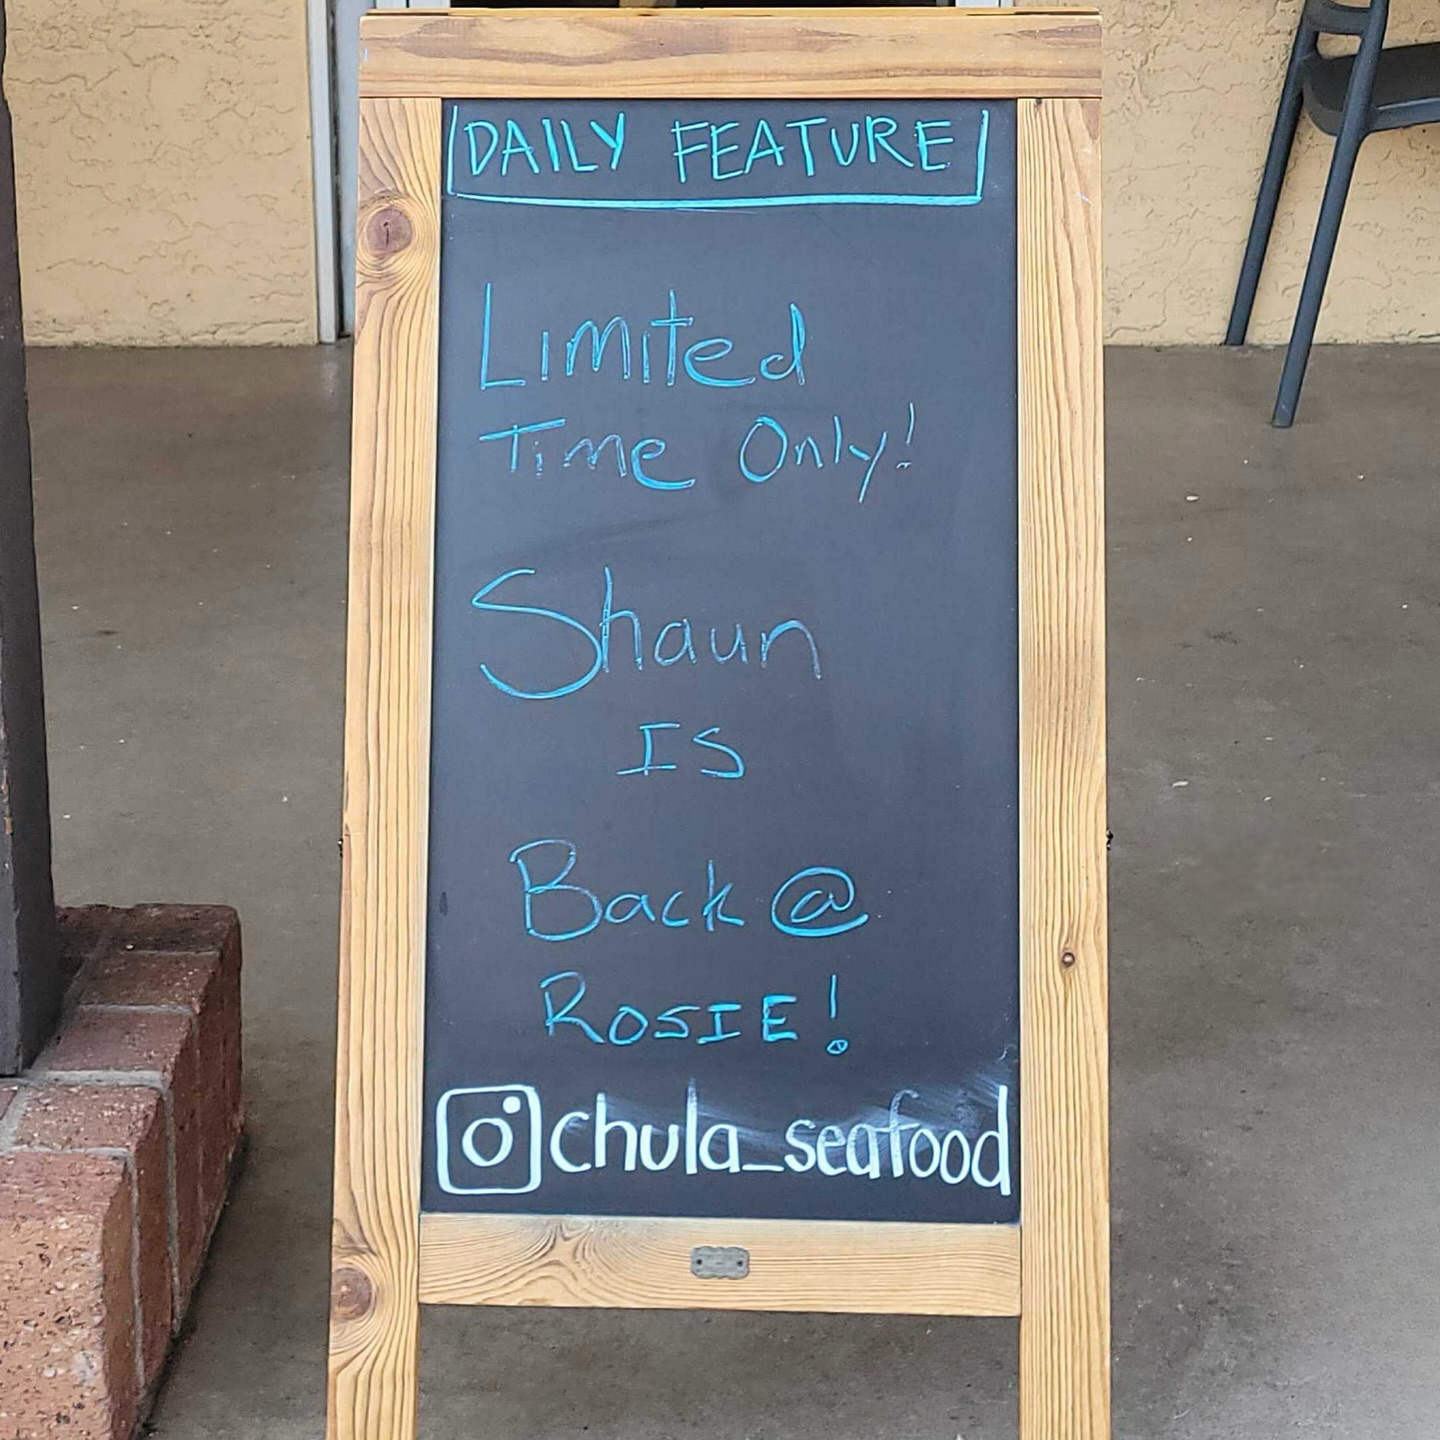 DAILY FEATURE
Limited
Time Only!
Shaun
IS
Back @
ROSIE!
chula_seafood